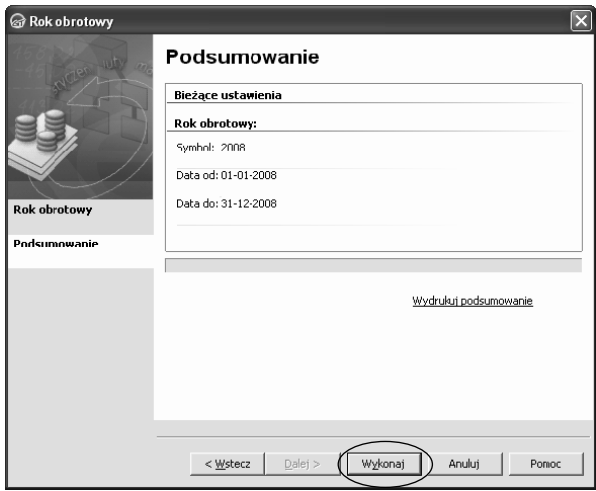 Rok obrotowy
Podsumowanie
Bieżące ustawienia
Rok obrotowy:
Symbol: 2008
Data od: 01-01-2008
Data do: 31-12-2008
Rok obrotowy
Podsumowanie
Wydrukuj podsumowanie
< Wstecz Dalej > Wykonaj Anuluj Pomoc